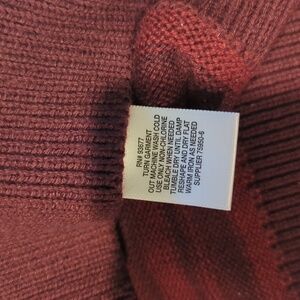 RN# 93677
TURN GARMENT
OUT MACHINE WASH COLD
USE ONLY NON-CHLORINE
BLEACH WHEN NEEDED
TUMBLE DRY UNTIL DAMP
RESHAPE AND DRY FLAT
WARM IRON AS NEEDED
SUPPLIER 75950-6